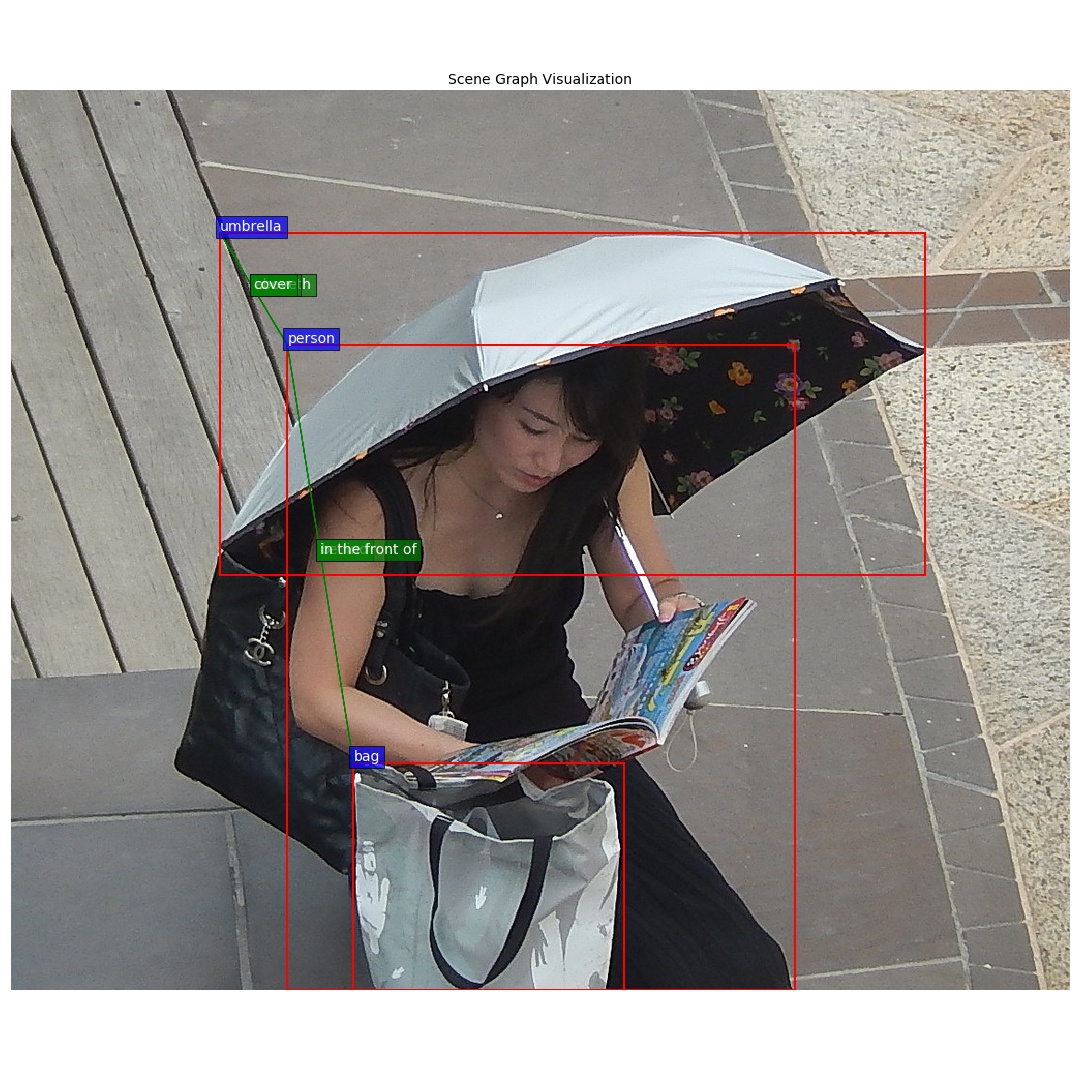 Scene Graph Visualization
umbrella
cover
person
in the front of
bag